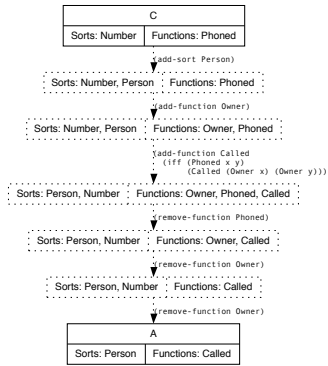 C
Sorts: Number Functions: Phoned
(add-sort Person)
Sorts: Number, Person Functions: Phoned
(add-function Owner)
Sorts: Number, Person Functions: Owner, Phoned
(add-function Called
(iff (Phoned x y)
(Called (Owner x) (Owner y)))
Sorts: Person, Number Functions: Owner, Phoned, Called
(remove-function Phoned)
Sorts: Person, Number Functions: Owner, Called
(remove-function Owner)
Sorts: Person, Number Functions: Called
(remove-function Owner)
A
Sorts: Person Functions: Called